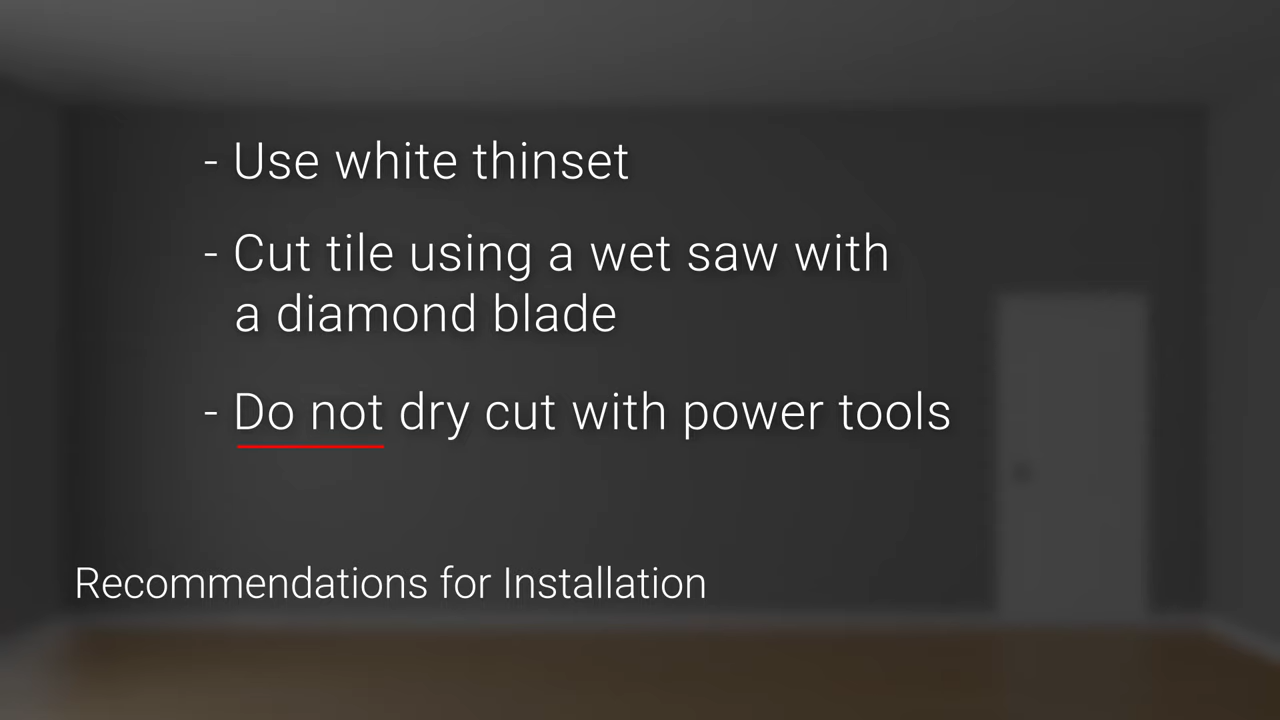 - Use white thinset
- Cut tile using a wet saw with
a diamond blade
- Do not dry cut with power tools
Recommendations for Installation